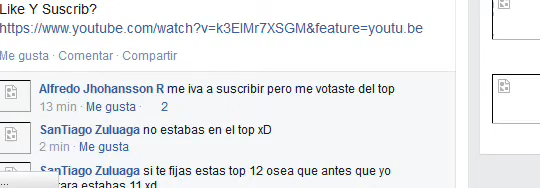 Like Y Suscrib?
https://www.youtube.com/watch?v=k3ElMr7XSGM&feature=youtu.be
Me gusta · Comentar · Compartir
Alfredo Jhohansson R me iva a suscribir pero me votaste del top
13 min · Me gusta · 2
SanTiago Zuluaga no estabas en el top xD
2 min · Me gusta
SanTiago Zuluaga si te fijas estas top 12 osea que antes que yo
estabas 11 xd
...